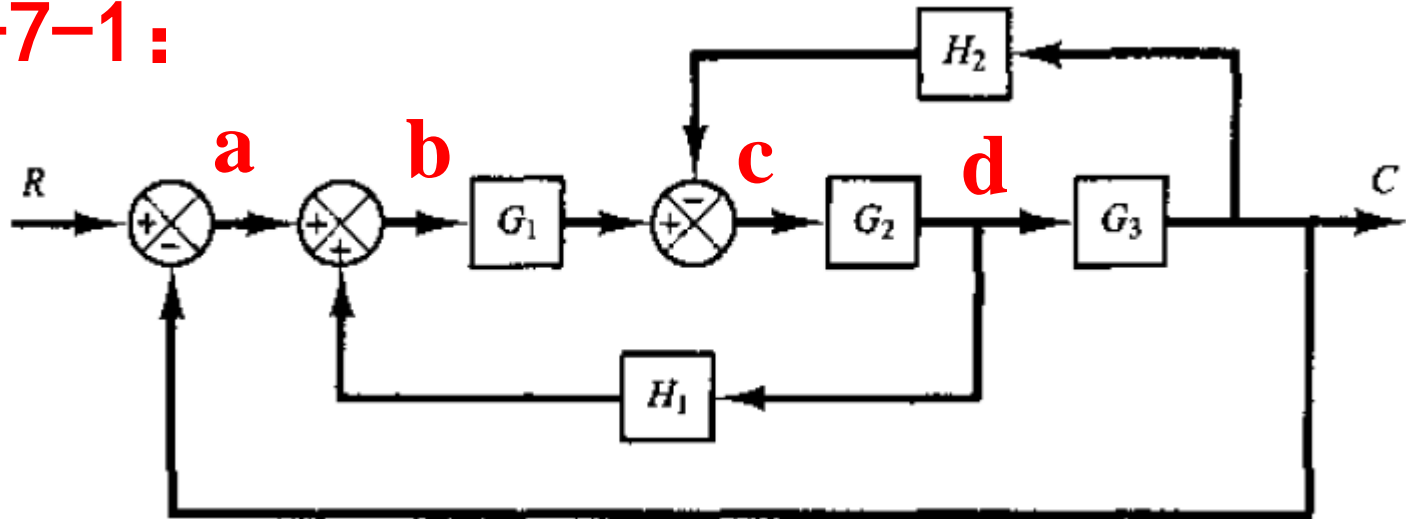 -7-1：
H₂
a
b
c
d
R
+
-
+
+
G₁
+
-
G₂
G₃
C
H₁